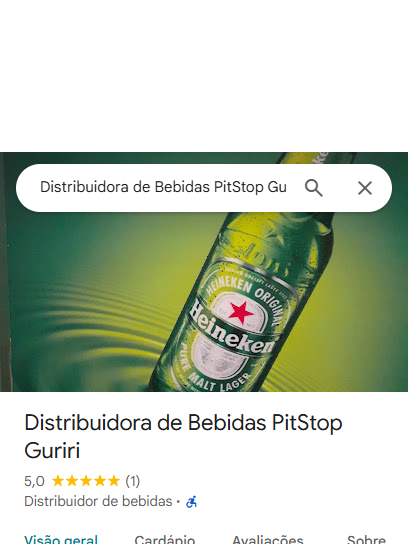 Distribuidora de Bebidas PitStop Gu
HEINEKEN ORIGINAL
Heineken
PURE MALT LAGER
Distribuidora de Bebidas PitStop
Guriri
5,0 (1)
Distribuidor de bebidas ·
Visão geral Cardápio Avaliações Sobre